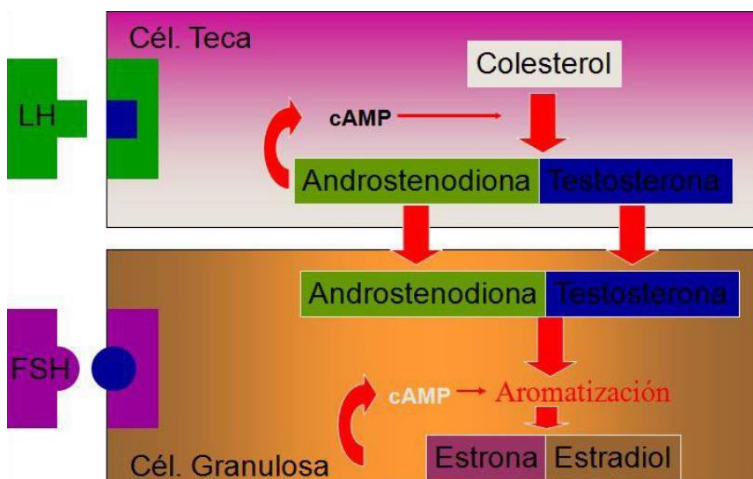 Cél. Teca
Colesterol
LH
cAMP
Androstenodiona Testosterona
Androstenodiona Testosterona
FSH
cAMP Aromatización
Cél. Granulosa
Estrona Estradiol